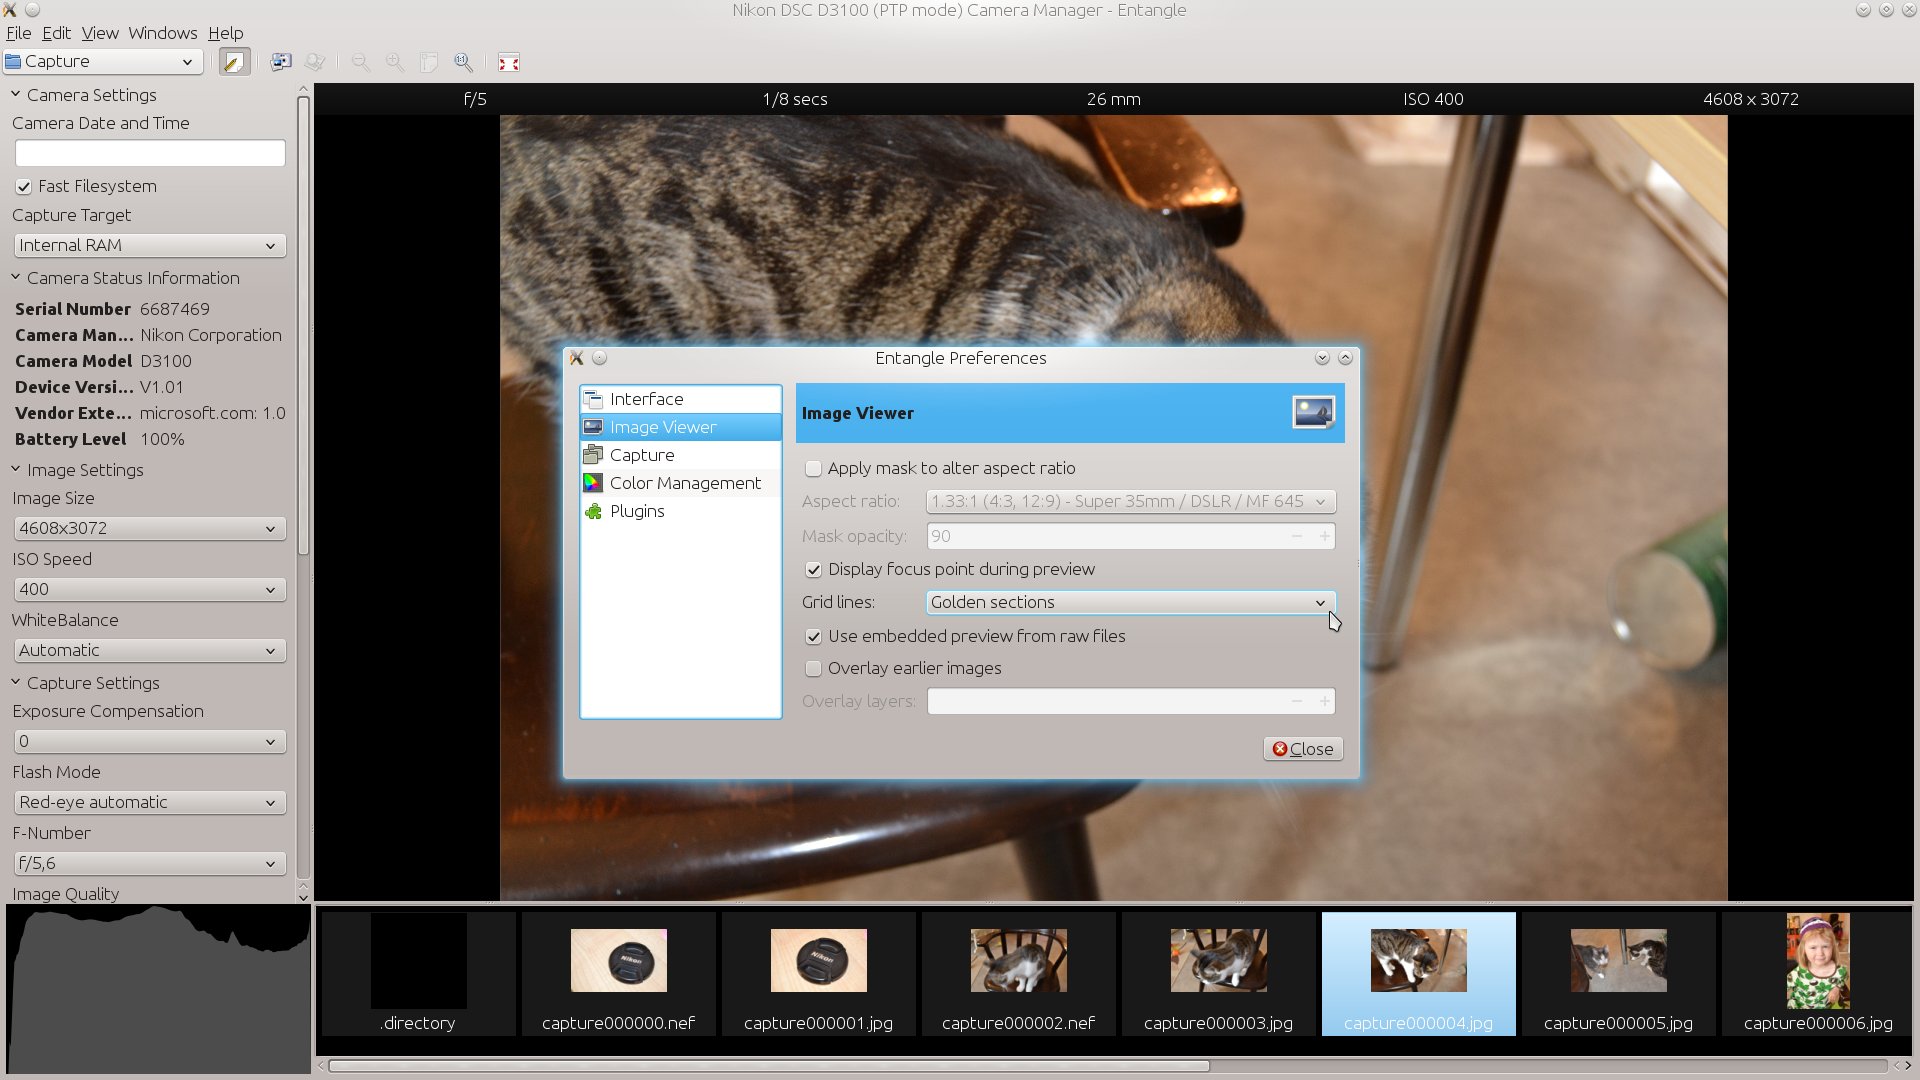 Nikon DSC D3100 (PTP mode) Camera Manager - Entangle
File Edit View Windows Help
Capture
Camera Settings
Camera Date and Time
Fast Filesystem
Capture Target
Internal RAM
Camera Status Information
Serial Number 6687469
Camera Man... Nikon Corporation
Camera Model D3100
Device Versi... V1.01
Vendor Exte... microsoft.com: 1.0
Battery Level 100%
Image Settings
Image Size
4608x3072
ISO Speed
400
WhiteBalance
Automatic
Capture Settings
Exposure Compensation
0
Flash Mode
Red-eye automatic
F-Number
f/5,6
Image Quality
f/5 1/8 secs 26 mm ISO 400 4608 x 3072
Entangle Preferences
Interface
Image Viewer
Capture
Color Management
Plugins
Image Viewer
Apply mask to alter aspect ratio
Aspect ratio: 1.33:1 (4:3, 12:9) - Super 35mm / DSLR / MF 645
Mask opacity: 90
Display focus point during preview
Grid lines: Golden sections
Use embedded preview from raw files
Overlay earlier images
Overlay layers:
Close
Nikon
Nikon
.directory capture000000.nef capture000001.jpg capture000002.nef capture000003.jpg capture000004.jpg capture000005.jpg capture000006.jpg